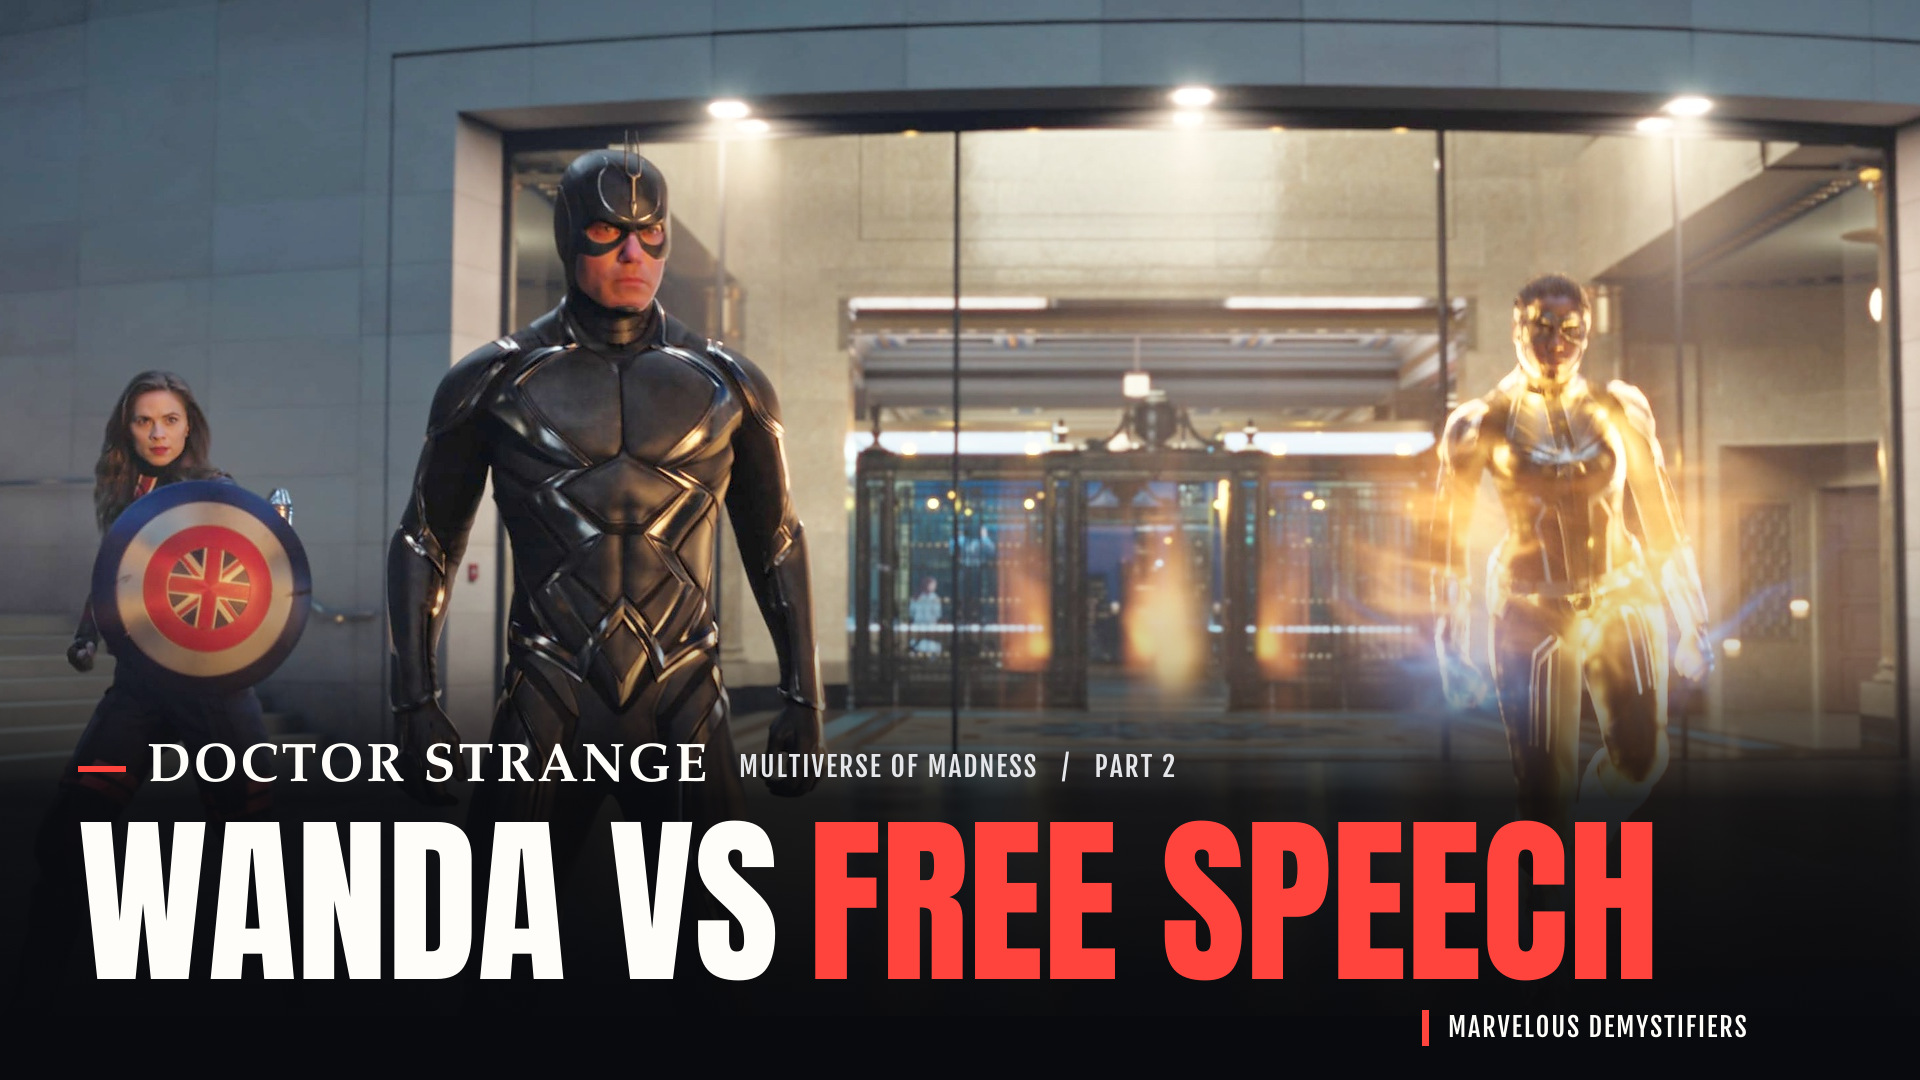 DOCTOR STRANGE MULTIVERSE OF MADNESS / PART 2
WANDA VS FREE SPEECH
MARVELOUS DEMYSTIFIERS